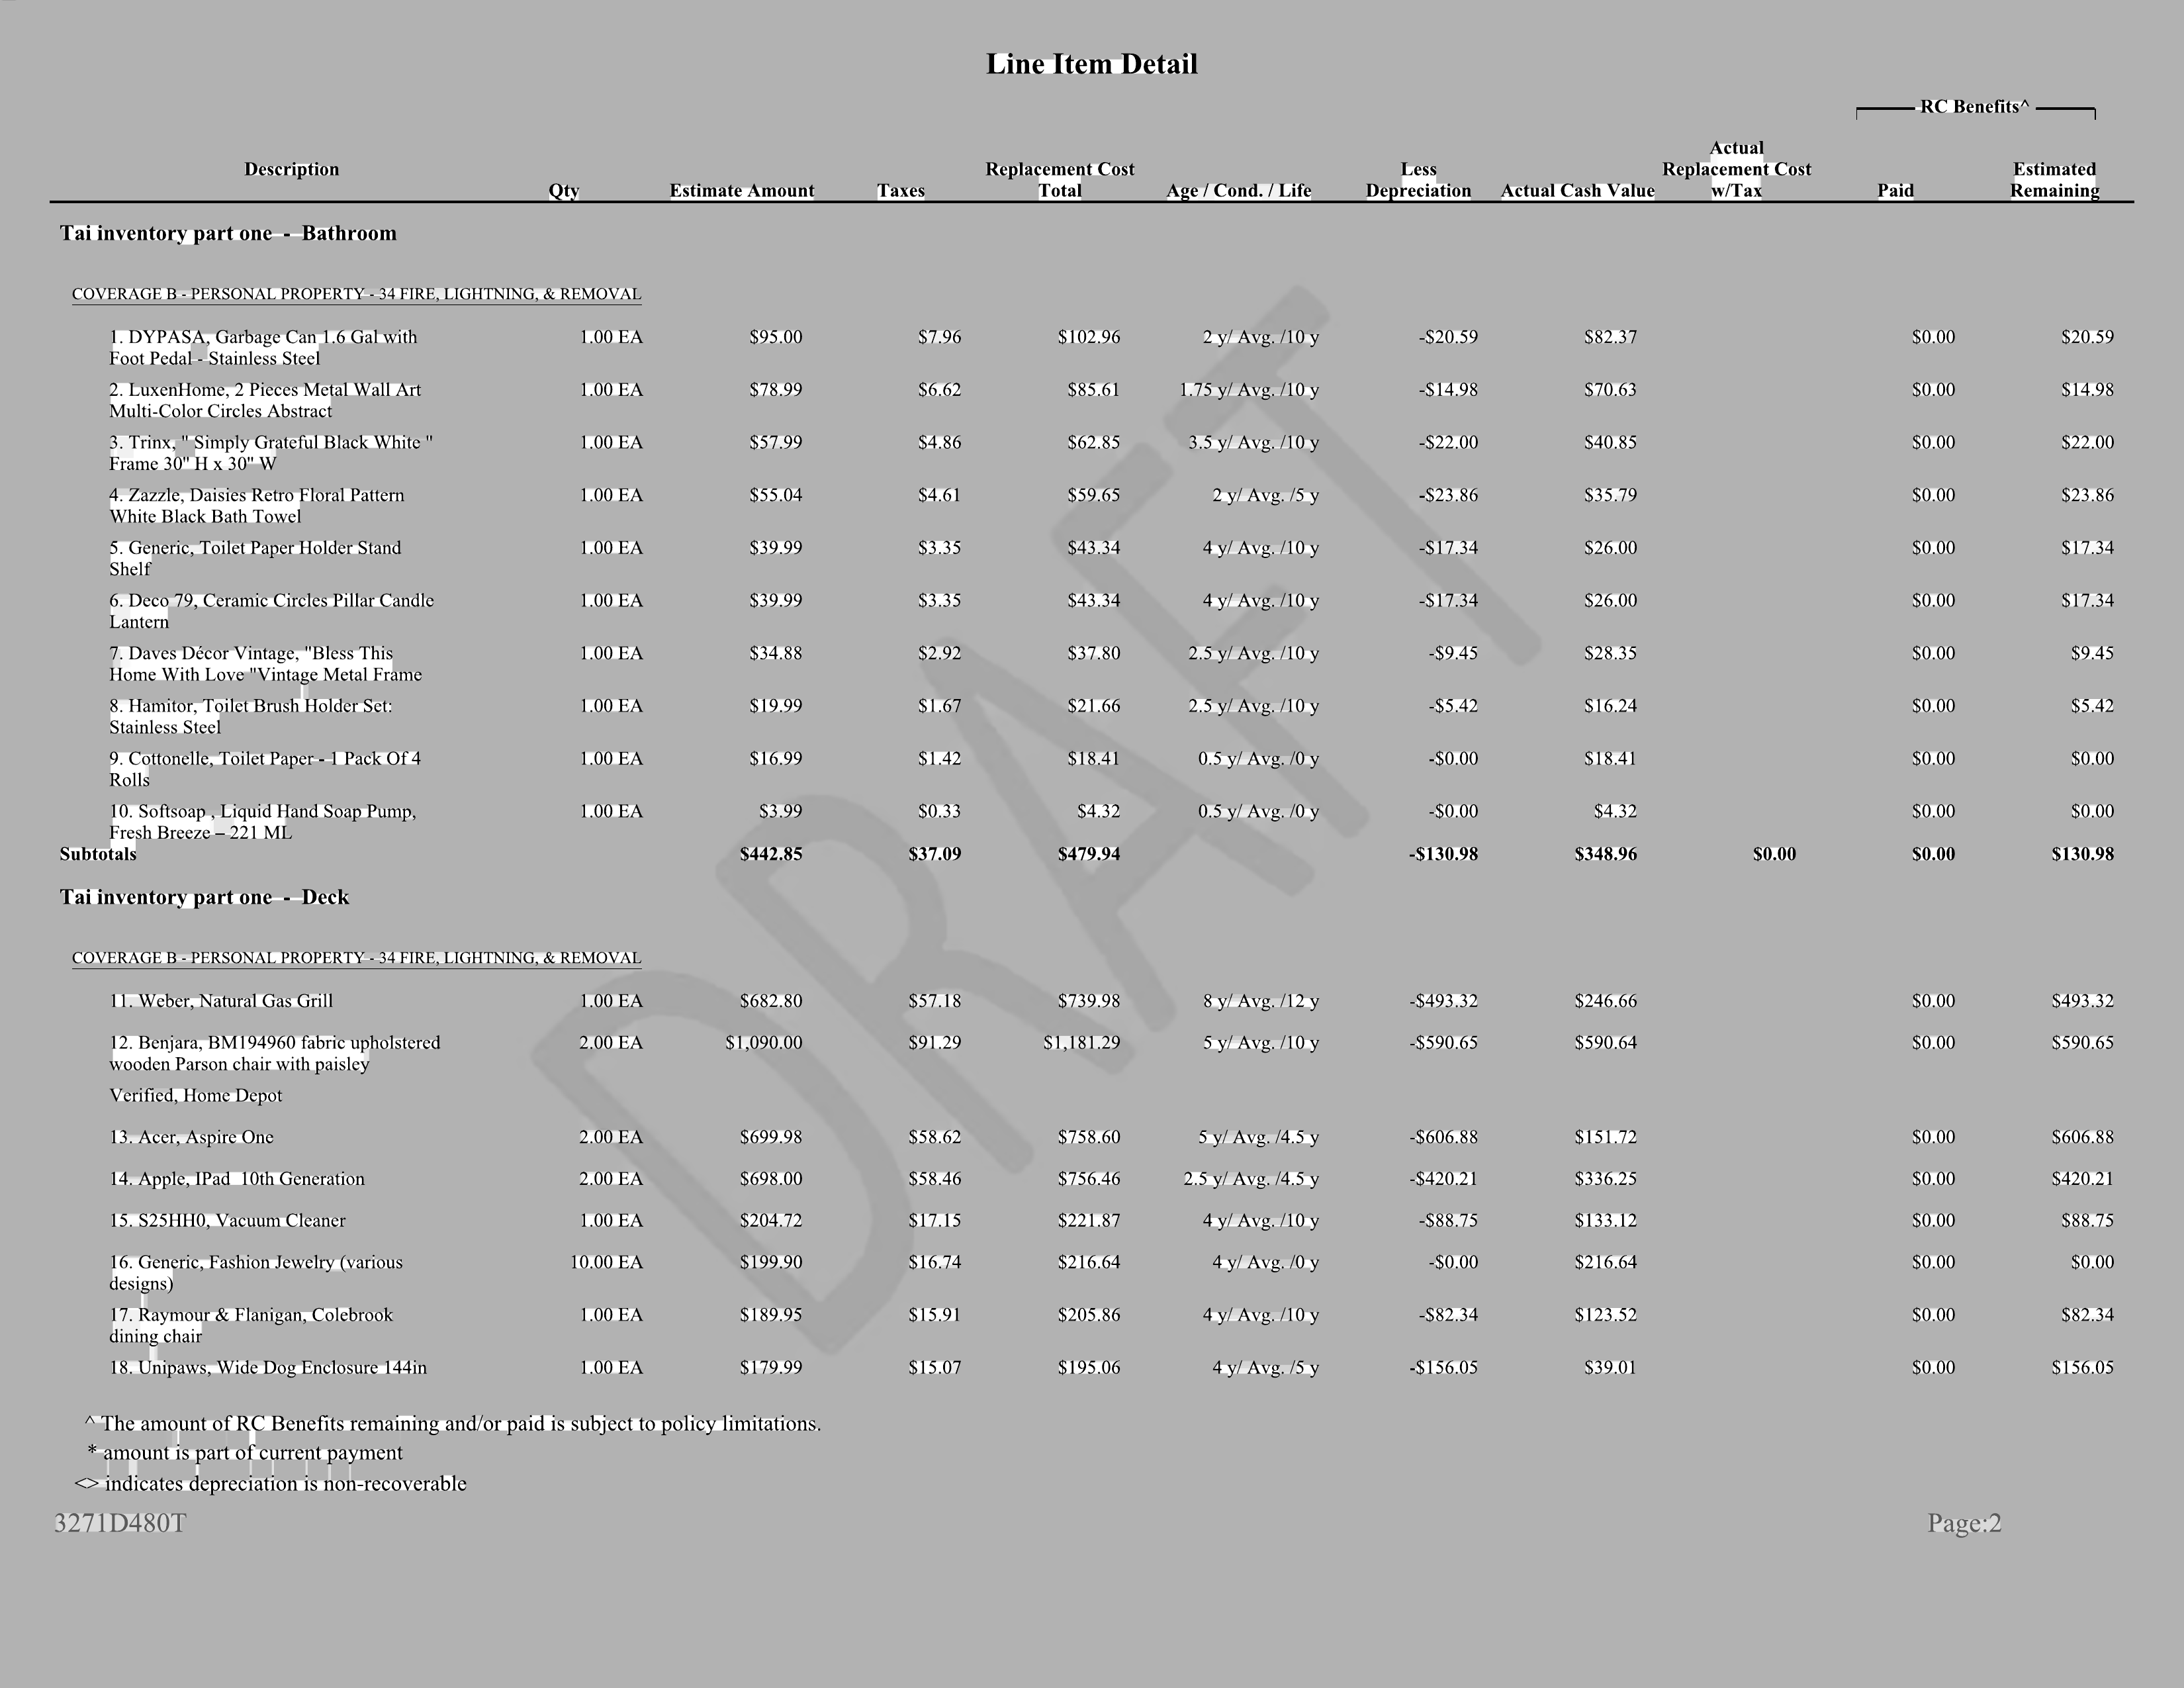 Line Item Detail
RC Benefits^
Description Qty Estimate Amount Taxes Replacement Cost Total Age / Cond. / Life Less Depreciation Actual Cash Value Actual Replacement Cost w/Tax Paid Estimated Remaining
Tai inventory part one - Bathroom
COVERAGE B - PERSONAL PROPERTY - 34 FIRE, LIGHTNING, & REMOVAL
1. DYPASA, Garbage Can 1.6 Gal with 1.00 EA $95.00 $7.96 $102.96 2 y/ Avg. /10 y -$20.59 $82.37 $0.00 $20.59
Foot Pedal - Stainless Steel
2. LuxenHome, 2 Pieces Metal Wall Art 1.00 EA $78.99 $6.62 $85.61 1.75 y/ Avg. /10 y -$14.98 $70.63 $0.00 $14.98
Multi-Color Circles Abstract
3. Trinx, " Simply Grateful Black White " 1.00 EA $57.99 $4.86 $62.85 3.5 y/ Avg. /10 y -$22.00 $40.85 $0.00 $22.00
Frame 30" H x 30" W
4. Zazzle, Daisies Retro Floral Pattern 1.00 EA $55.04 $4.61 $59.65 2 y/ Avg. /5 y -$23.86 $35.79 $0.00 $23.86
White Black Bath Towel
5. Generic, Toilet Paper Holder Stand 1.00 EA $39.99 $3.35 $43.34 4 y/ Avg. /10 y -$17.34 $26.00 $0.00 $17.34
Shelf
6. Deco 79, Ceramic Circles Pillar Candle 1.00 EA $39.99 $3.35 $43.34 4 y/ Avg. /10 y -$17.34 $26.00 $0.00 $17.34
Lantern
7. Daves Décor Vintage, "Bless This 1.00 EA $34.88 $2.92 $37.80 2.5 y/ Avg. /10 y -$9.45 $28.35 $0.00 $9.45
Home With Love "Vintage Metal Frame
8. Hamitor, Toilet Brush Holder Set: 1.00 EA $19.99 $1.67 $21.66 2.5 y/ Avg. /10 y -$5.42 $16.24 $0.00 $5.42
Stainless Steel
9. Cottonelle, Toilet Paper - 1 Pack Of 4 1.00 EA $16.99 $1.42 $18.41 0.5 y/ Avg. /0 y -$0.00 $18.41 $0.00 $0.00
Rolls
10. Softsoap , Liquid Hand Soap Pump, 1.00 EA $3.99 $0.33 $4.32 0.5 y/ Avg. /0 y -$0.00 $4.32 $0.00 $0.00
Fresh Breeze – 221 ML
Subtotals $442.85 $37.09 $479.94 -$130.98 $348.96 $0.00 $0.00 $130.98
Tai inventory part one - Deck
COVERAGE B - PERSONAL PROPERTY - 34 FIRE, LIGHTNING, & REMOVAL
11. Weber, Natural Gas Grill 1.00 EA $682.80 $57.18 $739.98 8 y/ Avg. /12 y -$493.32 $246.66 $0.00 $493.32
12. Benjara, BM194960 fabric upholstered 2.00 EA $1,090.00 $91.29 $1,181.29 5 y/ Avg. /10 y -$590.65 $590.64 $0.00 $590.65
wooden Parson chair with paisley
Verified, Home Depot
13. Acer, Aspire One 2.00 EA $699.98 $58.62 $758.60 5 y/ Avg. /4.5 y -$606.88 $151.72 $0.00 $606.88
14. Apple, IPad 10th Generation 2.00 EA $698.00 $58.46 $756.46 2.5 y/ Avg. /4.5 y -$420.21 $336.25 $0.00 $420.21
15. S25HH0, Vacuum Cleaner 1.00 EA $204.72 $17.15 $221.87 4 y/ Avg. /10 y -$88.75 $133.12 $0.00 $88.75
16. Generic, Fashion Jewelry (various 10.00 EA $199.90 $16.74 $216.64 4 y/ Avg. /0 y -$0.00 $216.64 $0.00 $0.00
designs)
17. Raymour & Flanigan, Colebrook 1.00 EA $189.95 $15.91 $205.86 4 y/ Avg. /10 y -$82.34 $123.52 $0.00 $82.34
dining chair
18. Unipaws, Wide Dog Enclosure 144in 1.00 EA $179.99 $15.07 $195.06 4 y/ Avg. /5 y -$156.05 $39.01 $0.00 $156.05
DRAFT
^ The amount of RC Benefits remaining and/or paid is subject to policy limitations.
* amount is part of current payment
<> indicates depreciation is non-recoverable
3271D480T Page:2